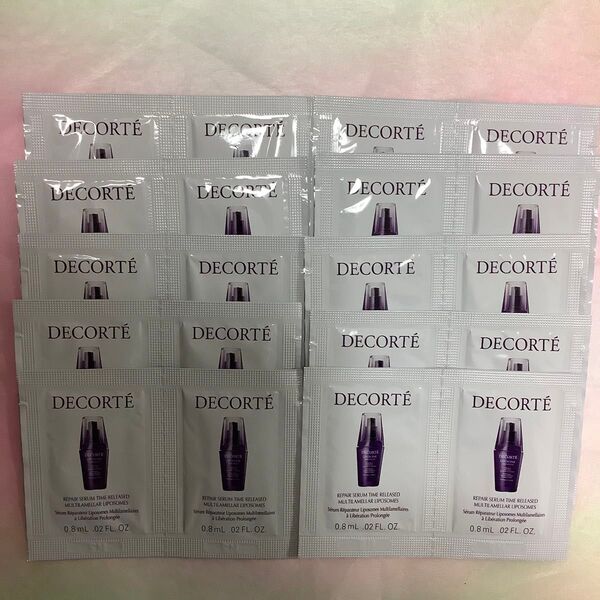 DECORTÉ DECORTÉ DECORTÉ DECORTÉ
DECORTÉ DECORTÉ DECORTÉ DECORTÉ
DECORTÉ DECORTÉ DECORTÉ DECORTÉ
DECORTÉ DECORTÉ DECORTÉ DECORTÉ
DECORTÉ
DECORTÉ
REPAIR SERUM TIME RELEASED
MULTILAMELLAR LIPOSOMES
Sérum Réparateur Liposomes Multilamellaires
à Libération Prolongée
0.8 mL .02 FL. OZ.
DECORTÉ
DECORTÉ
REPAIR SERUM TIME RELEASED
MULTILAMELLAR LIPOSOMES
Sérum Réparateur Liposomes Multilamellaires
à Libération Prolongée
0.8 mL .02 FL. OZ.
DECORTÉ
DECORTÉ
REPAIR SERUM TIME RELEASED
MULTILAMELLAR LIPOSOMES
Sérum Réparateur Liposomes Multilamellaires
à Libération Prolongée
0.8 mL .02 FL. OZ.
DECORTÉ
DECORTÉ
REPAIR SERUM TIME RELEASED
MULTILAMELLAR LIPOSOMES
Sérum Réparateur Liposomes Multilamellaires
à Libération Prolongée
0.8 mL .02 FL. OZ.